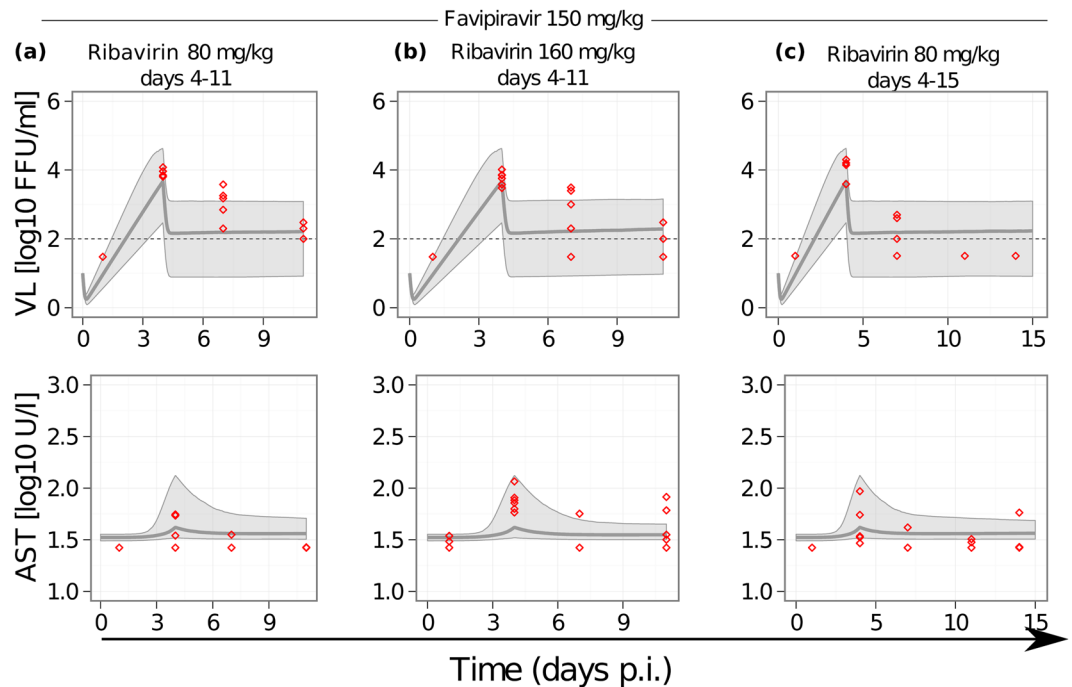 Favipiravir 150 mg/kg
(a) Ribavirin 80 mg/kg
days 4-11
(b) Ribavirin 160 mg/kg
days 4-11
(c) Ribavirin 80 mg/kg
days 4-15
VL [log10 FFU/ml]
6
4
2
0
0 3 6 9
6
4
2
0
0 3 6 9
6
4
2
0
0 5 10 15
AST [log10 U/l]
3.0
2.5
2.0
1.5
1.0
0 3 6 9
3.0
2.5
2.0
1.5
1.0
0 3 6 9
3.0
2.5
2.0
1.5
1.0
0 5 10 15
Time (days p.i.)